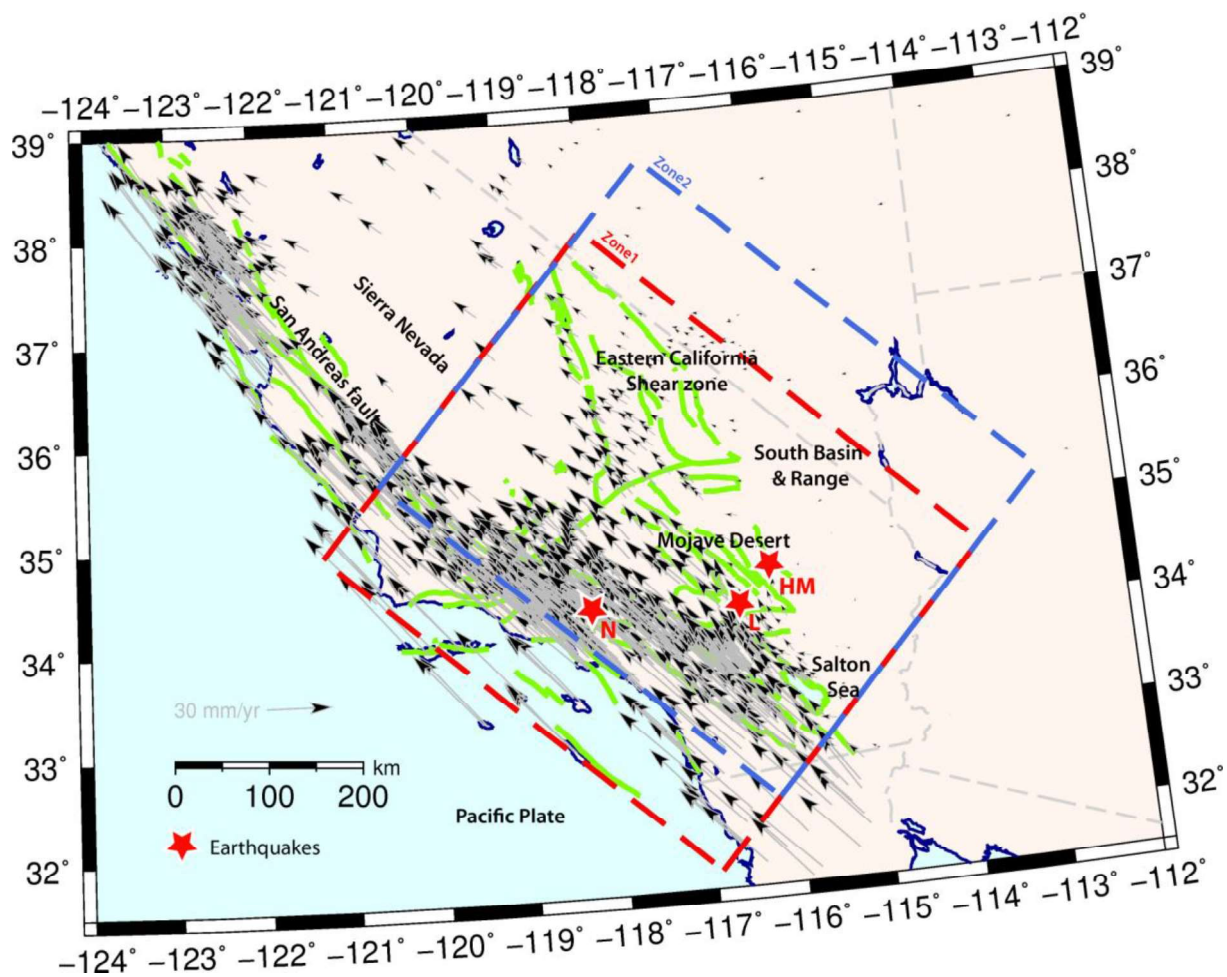 −124° −123° −122° −121° −120° −119° −118° −117° −116° −115° −114° −113° −112°
39°
39°
38°
38°
37°
37°
36°
36°
35°
35°
34°
34°
33°
33°
32°
32°
Zone2
Zone1
Sierra Nevada
San Andreas fault
Eastern California
Shear zone
South Basin
& Range
Mojave Desert
HM
L
N
Salton
Sea
30 mm/yr
km
0 100 200
Pacific Plate
Earthquakes
−124° −123° −122° −121° −120° −119° −118° −117° −116° −115° −114° −113° −112°